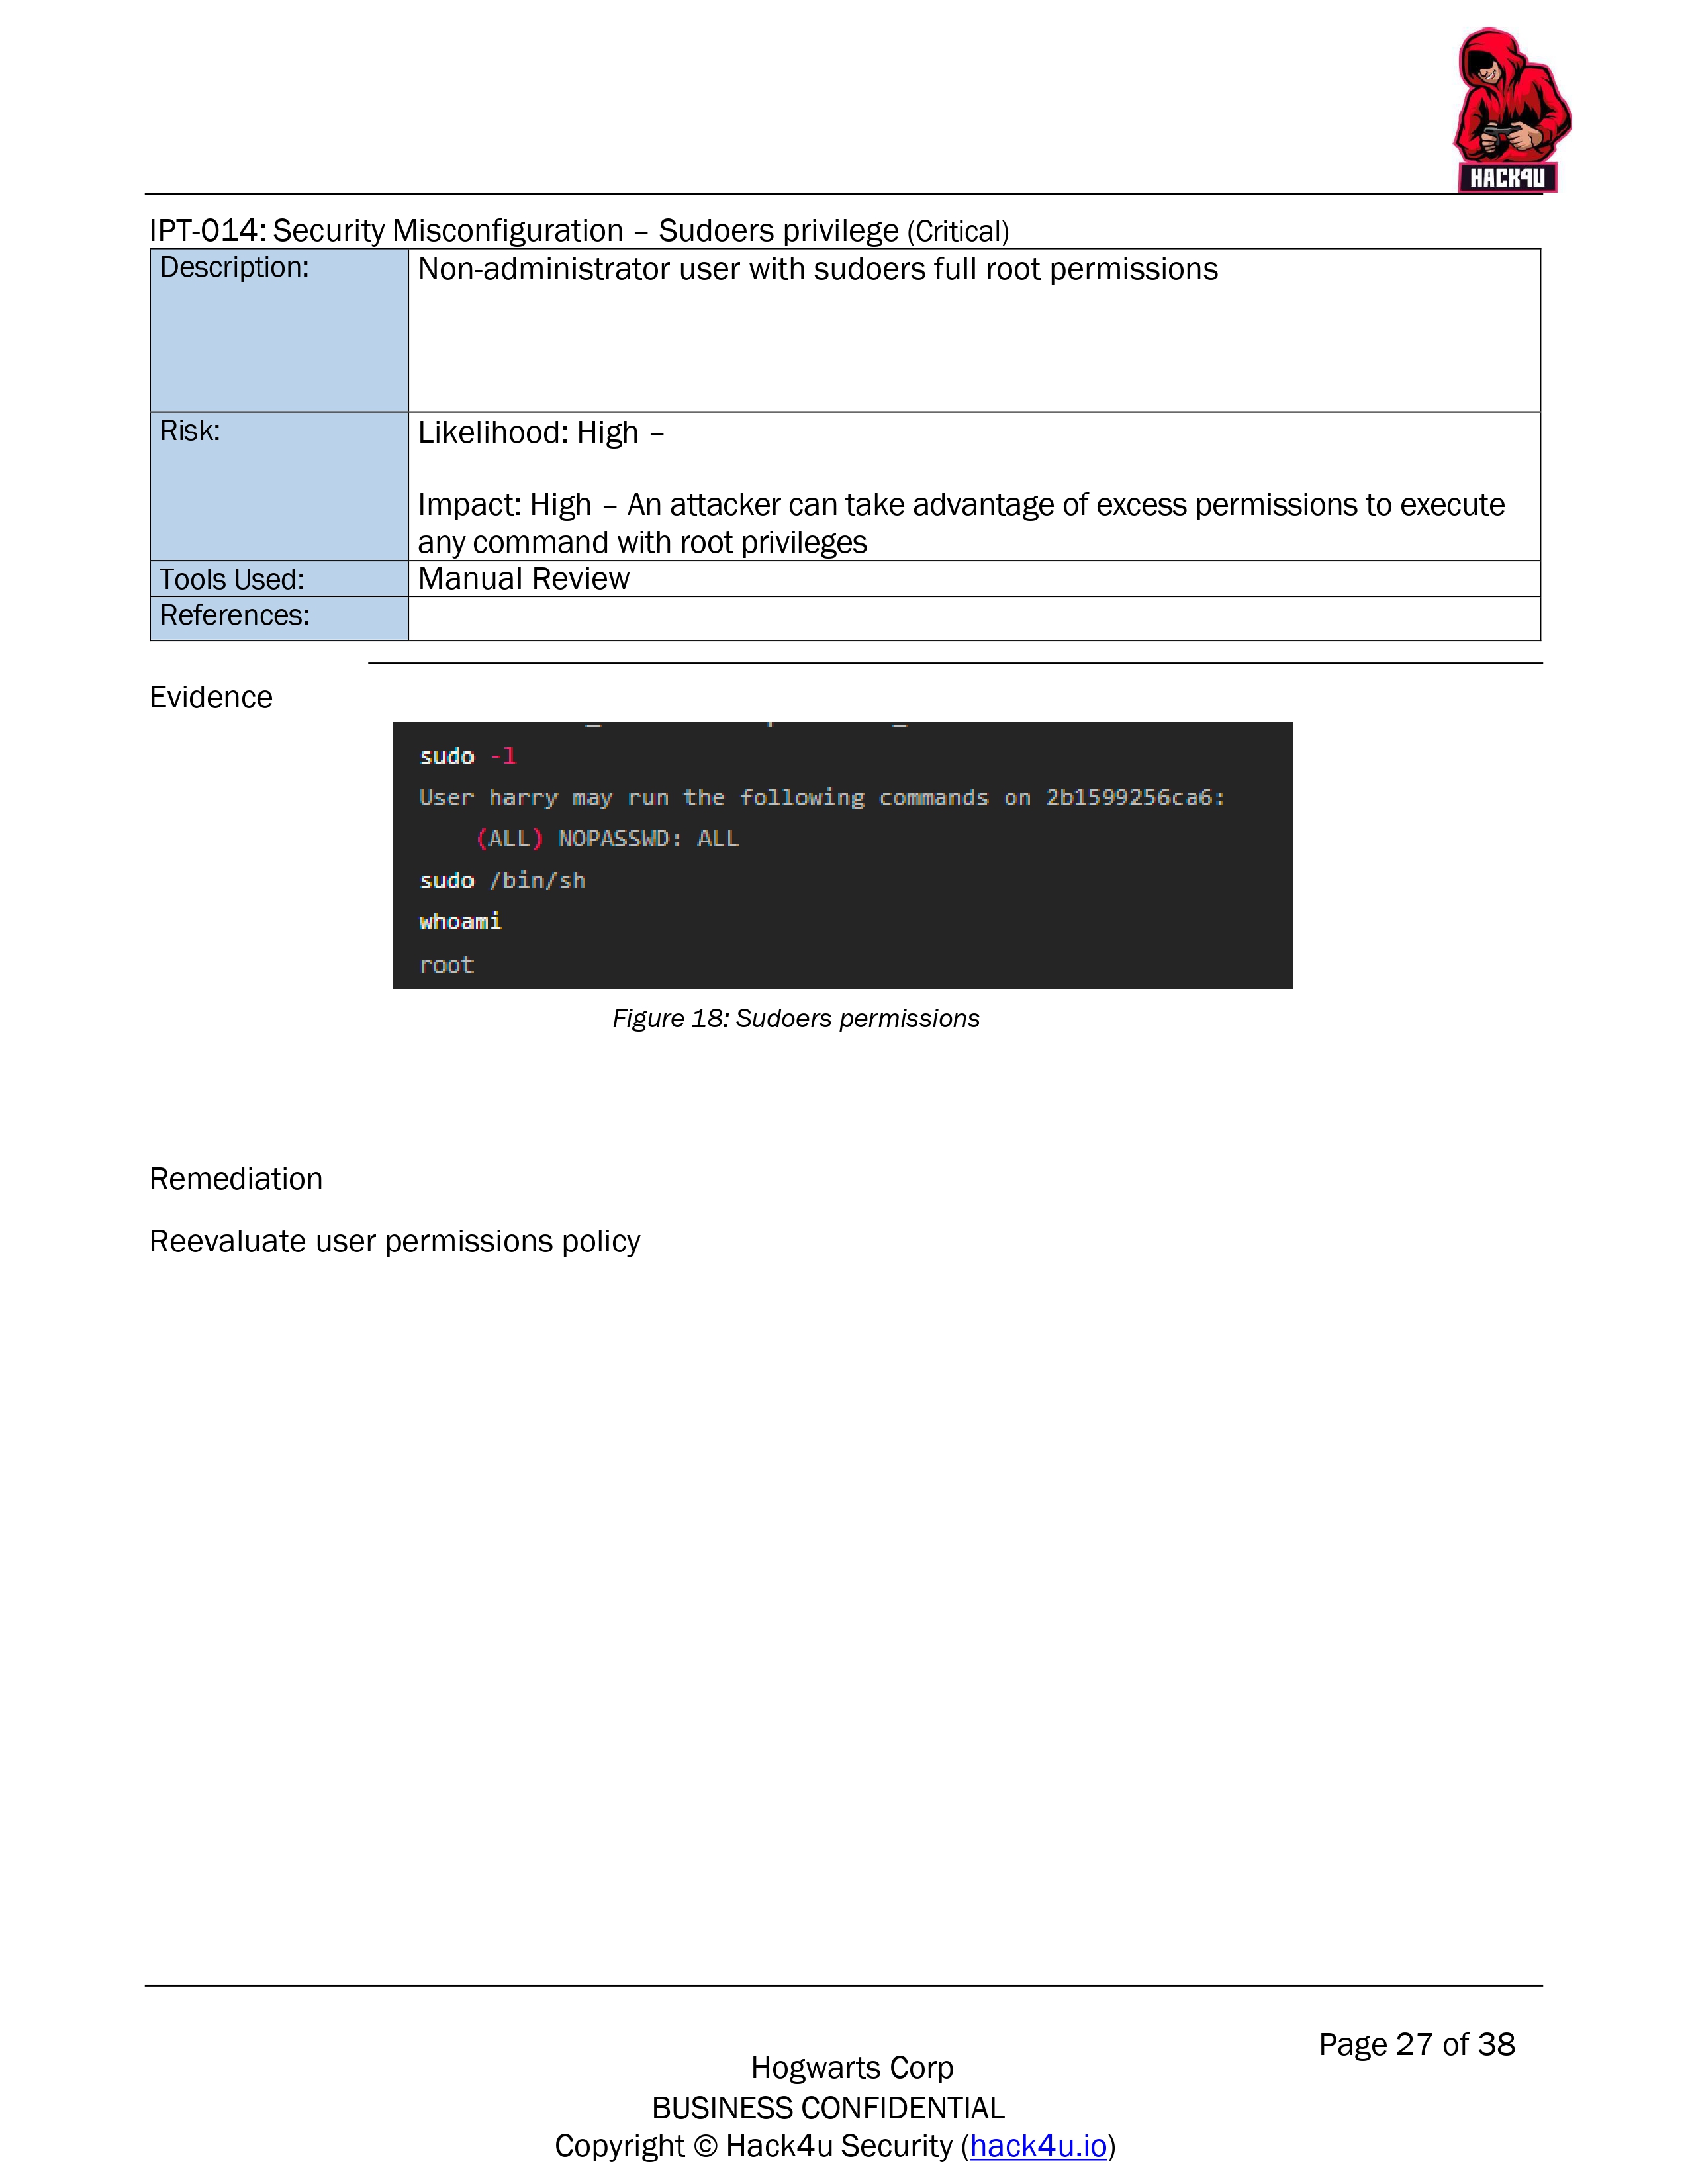 HACK4U
IPT-014: Security Misconfiguration – Sudoers privilege (Critical)
Description:
Non-administrator user with sudoers full root permissions
Risk:
Likelihood: High –
Impact: High – An attacker can take advantage of excess permissions to execute
any command with root privileges
Tools Used:
Manual Review
References:
Evidence
sudo -l
User harry may run the following commands on 2b1599256ca6:
(ALL) NOPASSWD: ALL
sudo /bin/sh
whoami
root
Figure 18: Sudoers permissions
Remediation
Reevaluate user permissions policy
Page 27 of 38
Hogwarts Corp
BUSINESS CONFIDENTIAL
Copyright © Hack4u Security (hack4u.io)